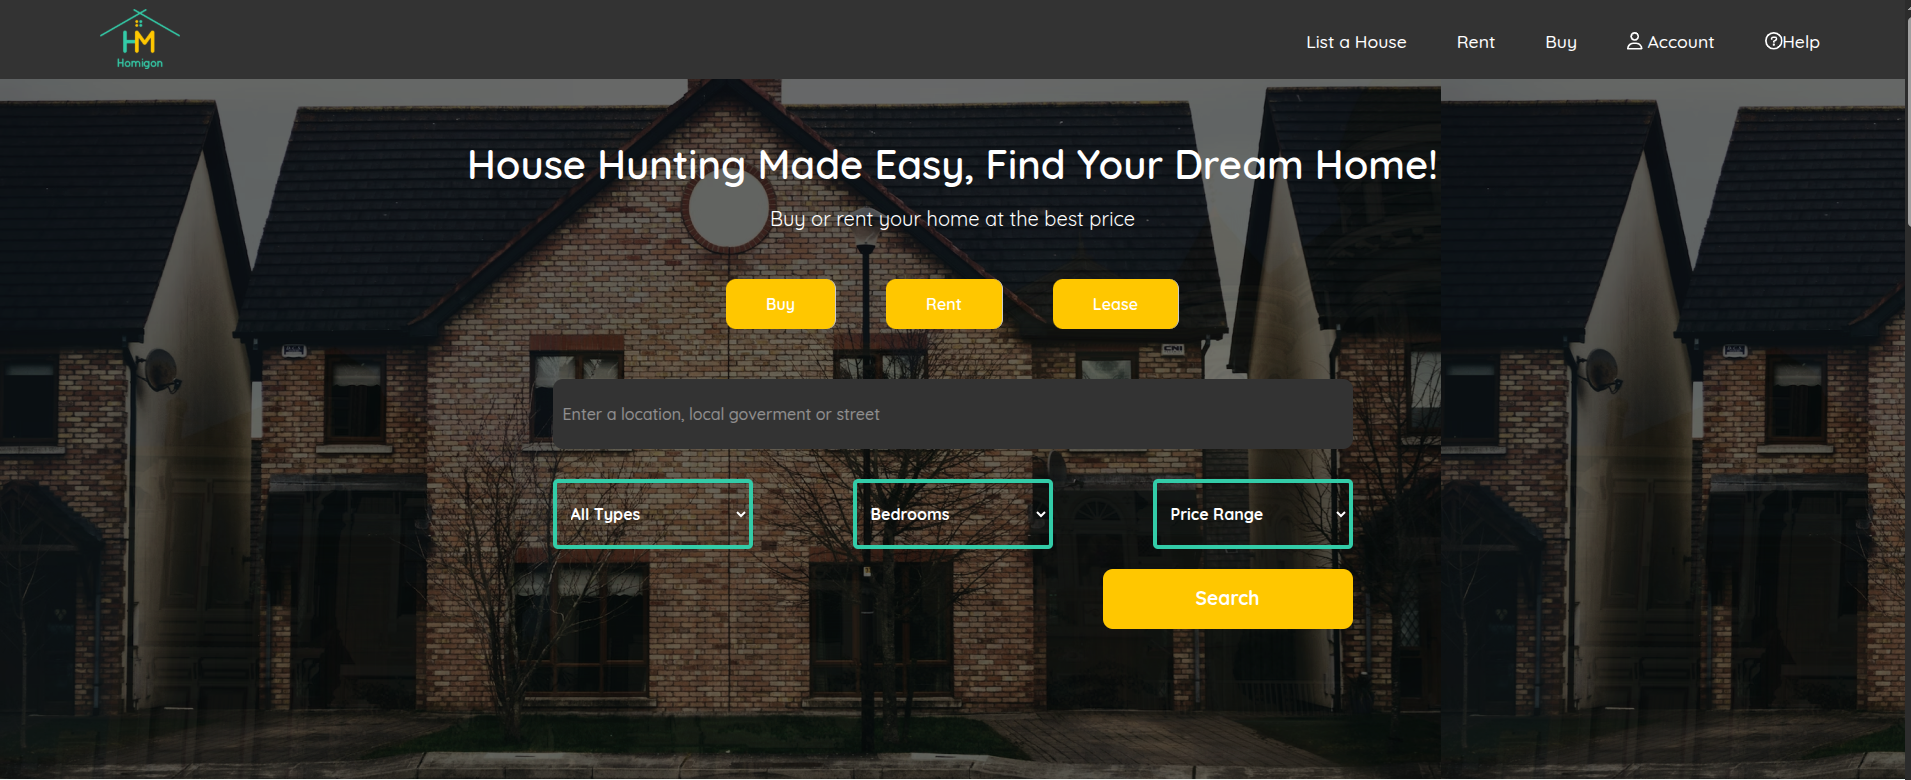 HM
Homigon
List a House
Rent
Buy
Account
Help
House Hunting Made Easy, Find Your Dream Home!
Buy or rent your home at the best price
Buy
Rent
Lease
CNI
Enter a location, local goverment or street
All Types
Bedrooms
Price Range
Search